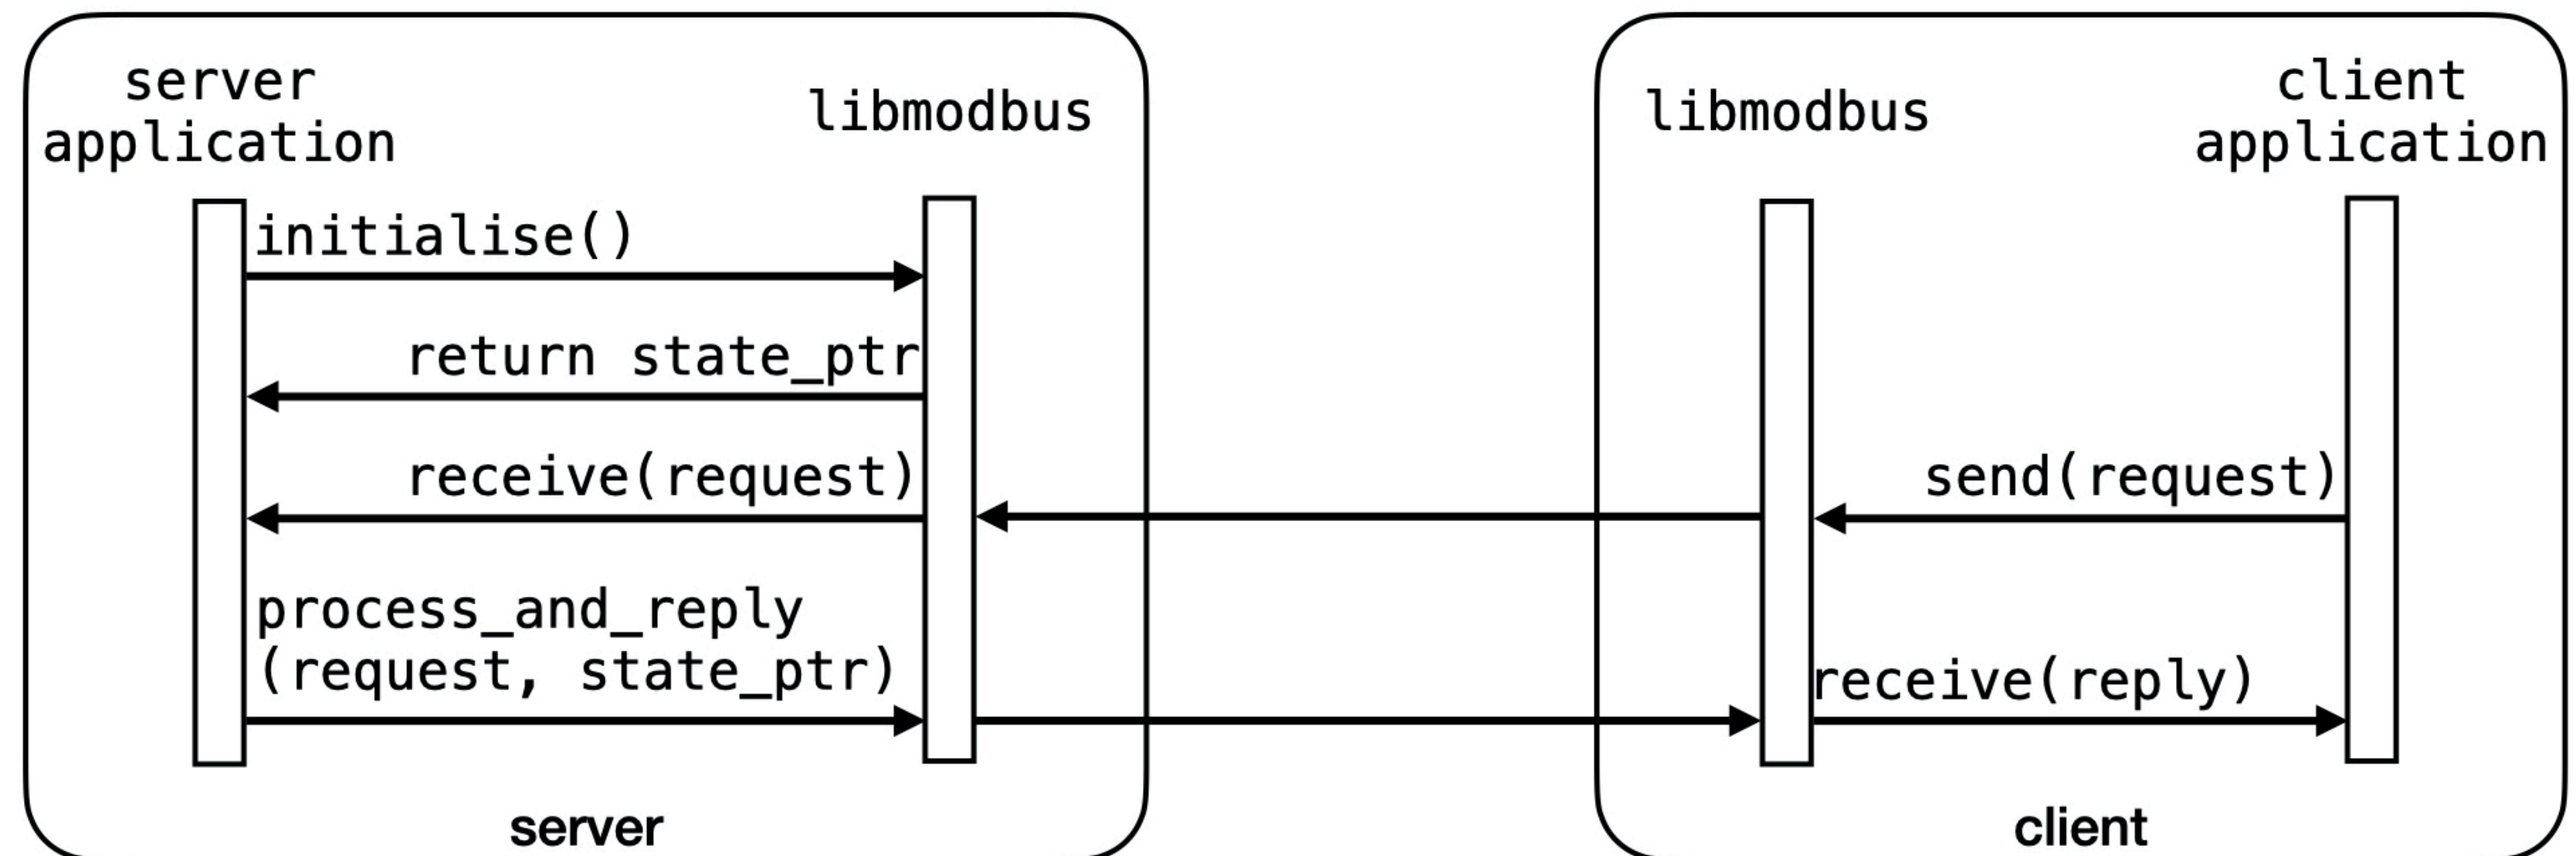 server
application
libmodbus
libmodbus
client
application
initialise()
return state_ptr
receive(request)
send(request)
process_and_reply
(request, state_ptr)
receive(reply)
server
client